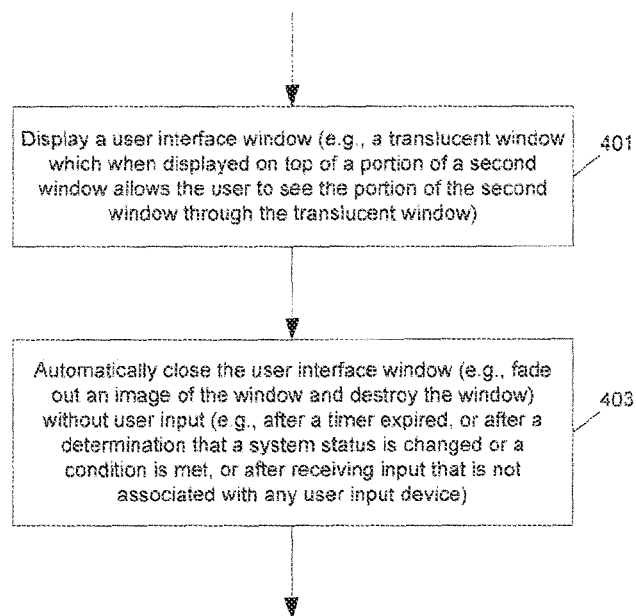 Display a user interface window (e.g., a translucent window
which when displayed on top of a portion of a second
window allows the user to see the portion of the second
window through the translucent window)
401
Automatically close the user interface window (e.g., fade
out an image of the window and destroy the window)
without user input (e.g., after a timer expired, or after a
determination that a system status is changed or a
condition is met, or after receiving input that is not
associated with any user input device)
403